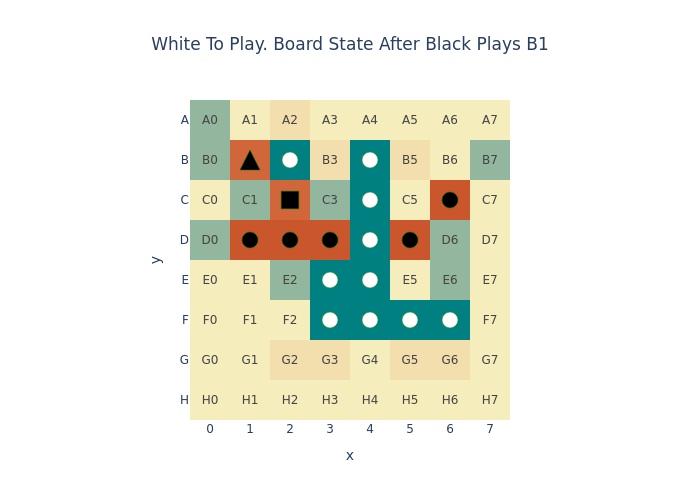 White To Play. Board State After Black Plays B1
A A0 A1 A2 A3 A4 A5 A6 A7
B B0 B3 B5 B6 B7
C C0 C1 C3 C5 C7
D D0 D6 D7
E E0 E1 E2 E5 E6 E7
F F0 F1 F2 F7
G G0 G1 G2 G3 G4 G5 G6 G7
H H0 H1 H2 H3 H4 H5 H6 H7
0 1 2 3 4 5 6 7
x
y